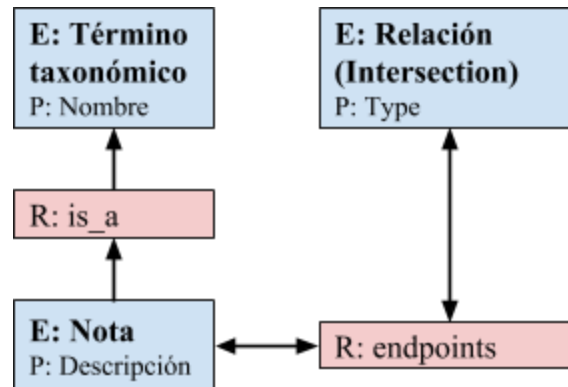 E: Término
taxonómico
P: Nombre
E: Relación
(Intersection)
P: Type
R: is_a
E: Nota
P: Descripción
R: endpoints